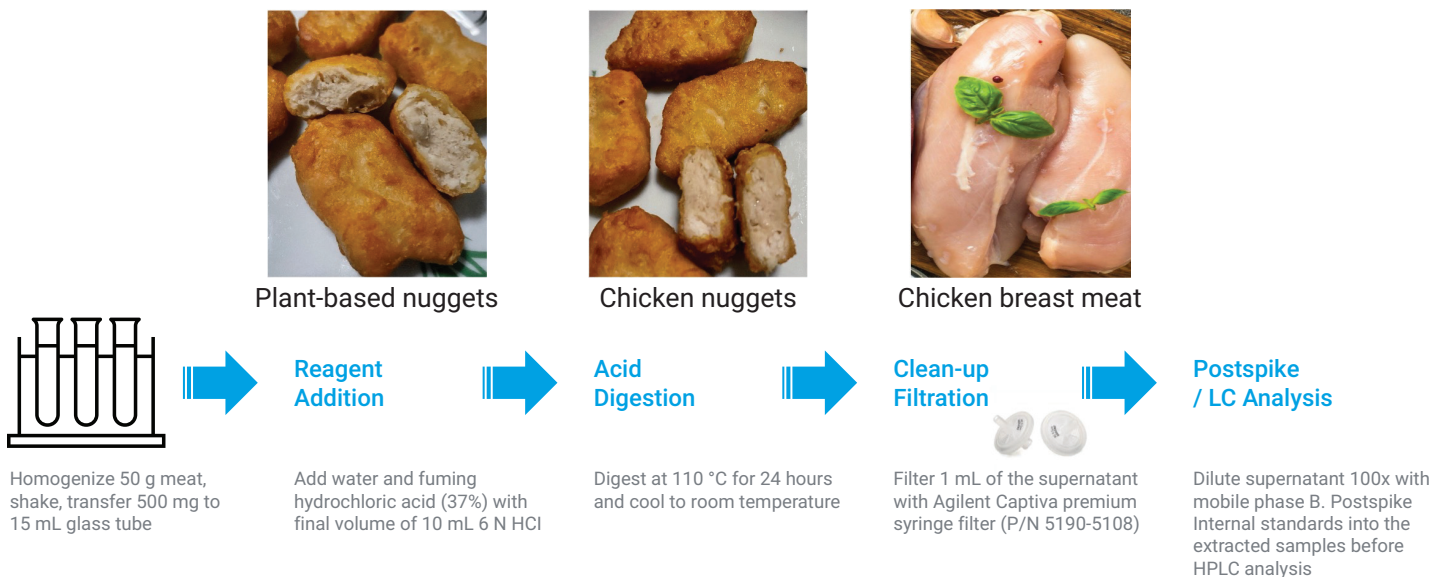 Plant-based nuggets
Chicken nuggets
Chicken breast meat
Reagent
Addition
Acid
Digestion
Clean-up
Filtration
Postspike
/ LC Analysis
Homogenize 50 g meat,
shake, transfer 500 mg to
15 mL glass tube
Add water and fuming
hydrochloric acid (37%) with
final volume of 10 mL 6 N HCl
Digest at 110 °C for 24 hours
and cool to room temperature
Filter 1 mL of the supernatant
with Agilent Captiva premium
syringe filter (P/N 5190-5108)
Dilute supernatant 100x with
mobile phase B. Postspike
Internal standards into the
extracted samples before
HPLC analysis